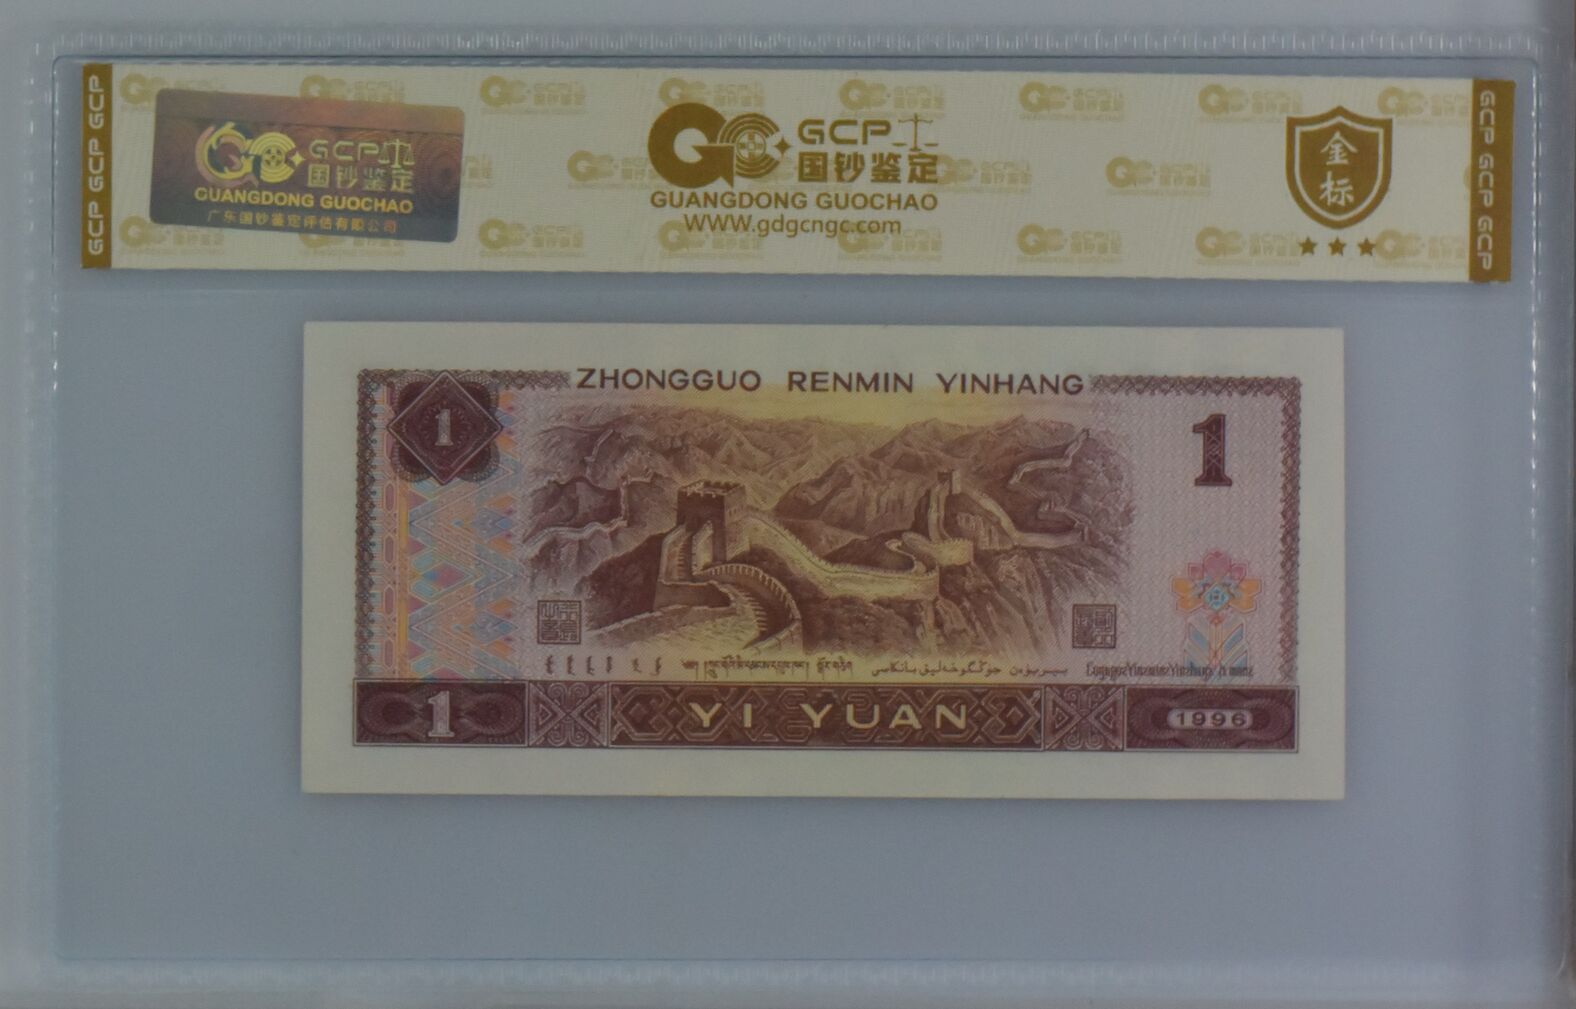 GCP GCP GCP
GCP
国钞鉴定
GUANGDONG GUOCHAO
广东国钞鉴定评估有限公司
GCP
国钞鉴定
GUANGDONG GUOCHAO
WWW.gdgcngc.com
金
标
GCP GCP GCP
ZHONGGUO RENMIN YINHANG
1
1
1
YI YUAN
1996